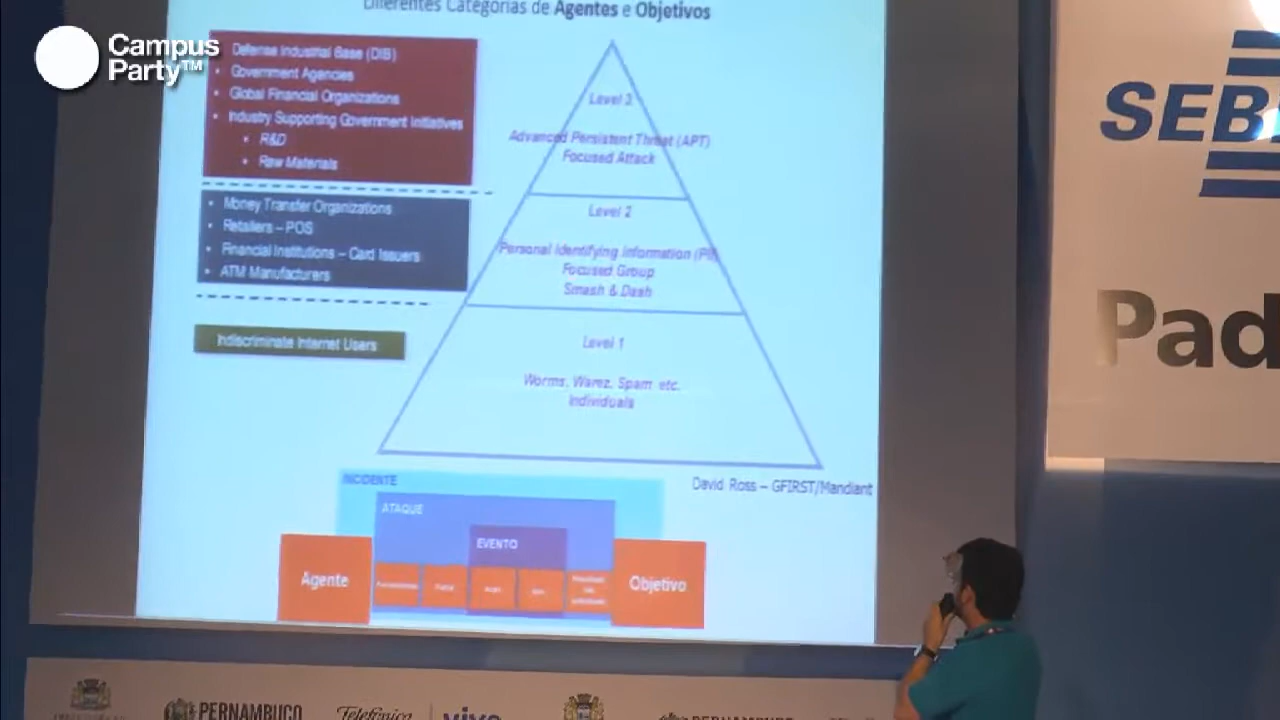 Diferentes Categorias de Agentes e Objetivos
Campus
Party™
Defense Industrial Base (DIB)
Government Agencies
Global Financial Organizations
Industry Supporting Government Initiatives
R&D
Raw Materials
Money Transfer Organizations
Retailers – POS
Financial Institutions – Card Issuers
ATM Manufacturers
Indiscriminate Internet Users
Level 3
Advanced Persistent Threat (APT)
Focused Attack
Level 2
Personal Identifying Information (PII)
Focused Group
Smash & Dash
Level 1
Worms, Warez, Spam etc.
Individuals
David Ross – GFIRST/Mandiant
INCIDENTE
ATAQUE
EVENTO
Agente
Objetivo
SEB
Pad
PERNAMBUCO
Telefónica
vivo
PERNAMBUCO